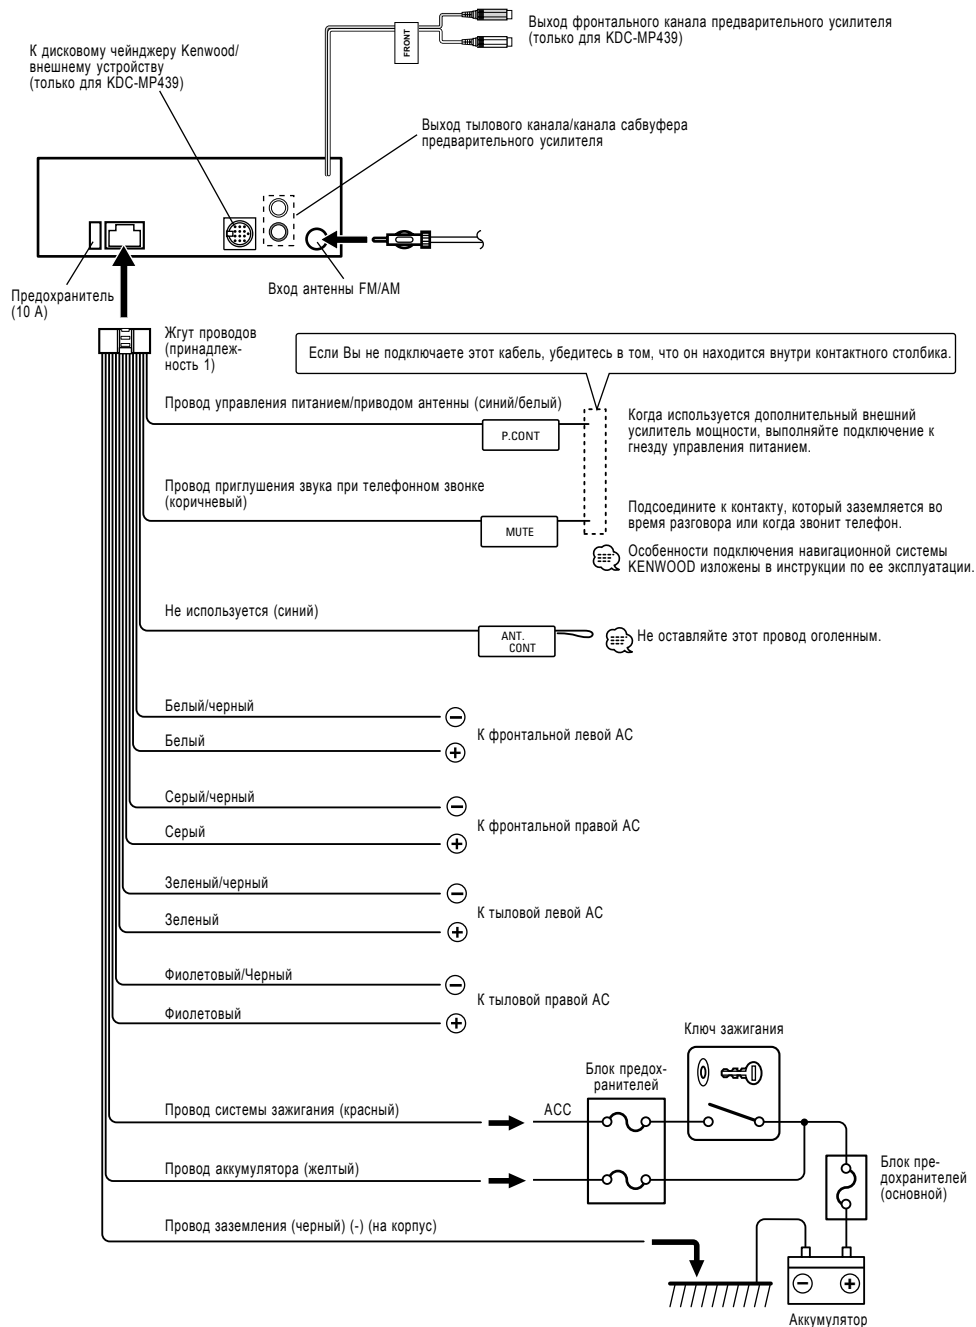 Выход фронтального канала предварительного усилителя
(только для KDC-MP439)
FRONT
К дисковому чейнджеру Kenwood/
внешнему устройству
(только для KDC-MP439)
Выход тылового канала/канала сабвуфера
предварительного усилителя
Вход антенны FM/AM
Предохранитель
(10 A)
Жгут проводов
(принадлеж-
ность 1)
Если Вы не подключаете этот кабель, убедитесь в том, что он находится внутри контактного столбика.
Провод управления питанием/приводом антенны (синий/белый)
P.CONT
Когда используется дополнительный внешний
усилитель мощности, выполняйте подключение к
гнезду управления питанием.
Провод приглушения звука при телефонном звонке
(коричневый)
MUTE
Подсоедините к контакту, который заземляется во
время разговора или когда звонит телефон.
Особенности подключения навигационной системы
KENWOOD изложены в инструкции по ее эксплуатации.
Не используется (синий)
ANT.
CONT
Не оставляйте этот провод оголенным.
Белый/черный
Белый
К фронтальной левой АС
Серый/черный
Серый
К фронтальной правой АС
Зеленый/черный
Зеленый
К тыловой левой АС
Фиолетовый/Черный
Фиолетовый
К тыловой правой АС
Ключ зажигания
Блок предох-
ранителей
Провод системы зажигания (красный)
ACC
Провод аккумулятора (желтый)
Блок пре-
дохранителей
(основной)
Провод заземления (черный) (-) (на корпус)
Аккумулятор